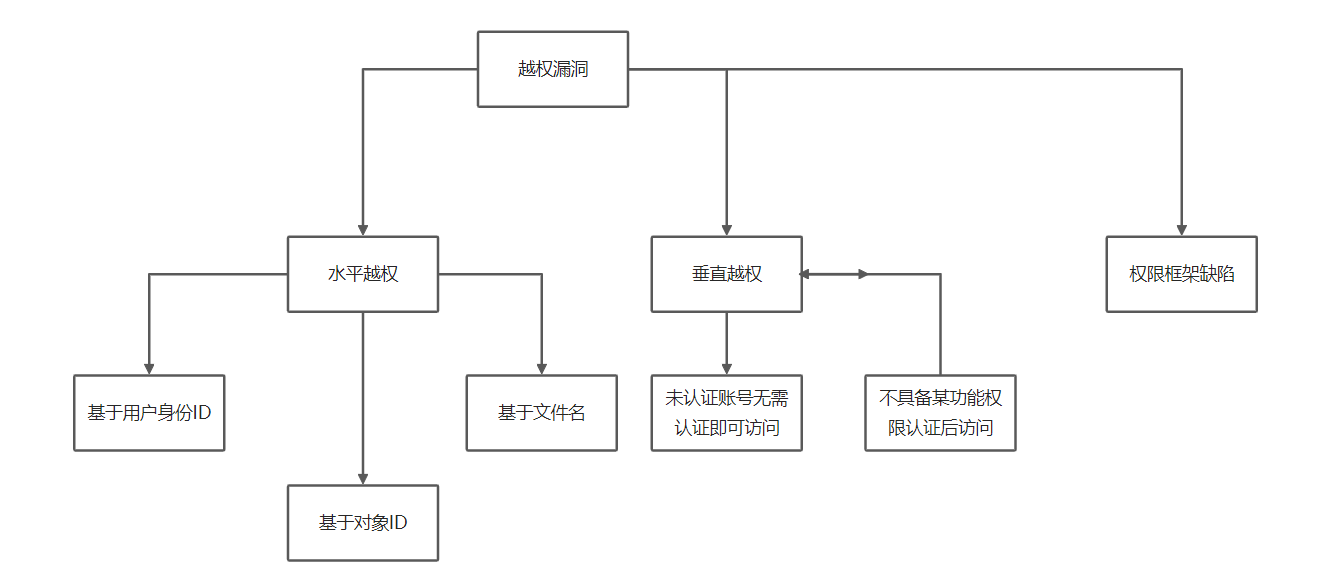 越权漏洞
水平越权
垂直越权
权限框架缺陷
基于用户身份ID
基于文件名
未认证账号无需
认证即可访问
不具备某功能权
限认证后访问
基于对象ID